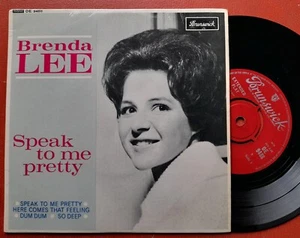 Brunswick
Brenda
LEE
Speak
to me
pretty
SPEAK TO ME PRETTY
HERE COMES THAT FEELING
DUM DUM SO DEEP
Brunswick